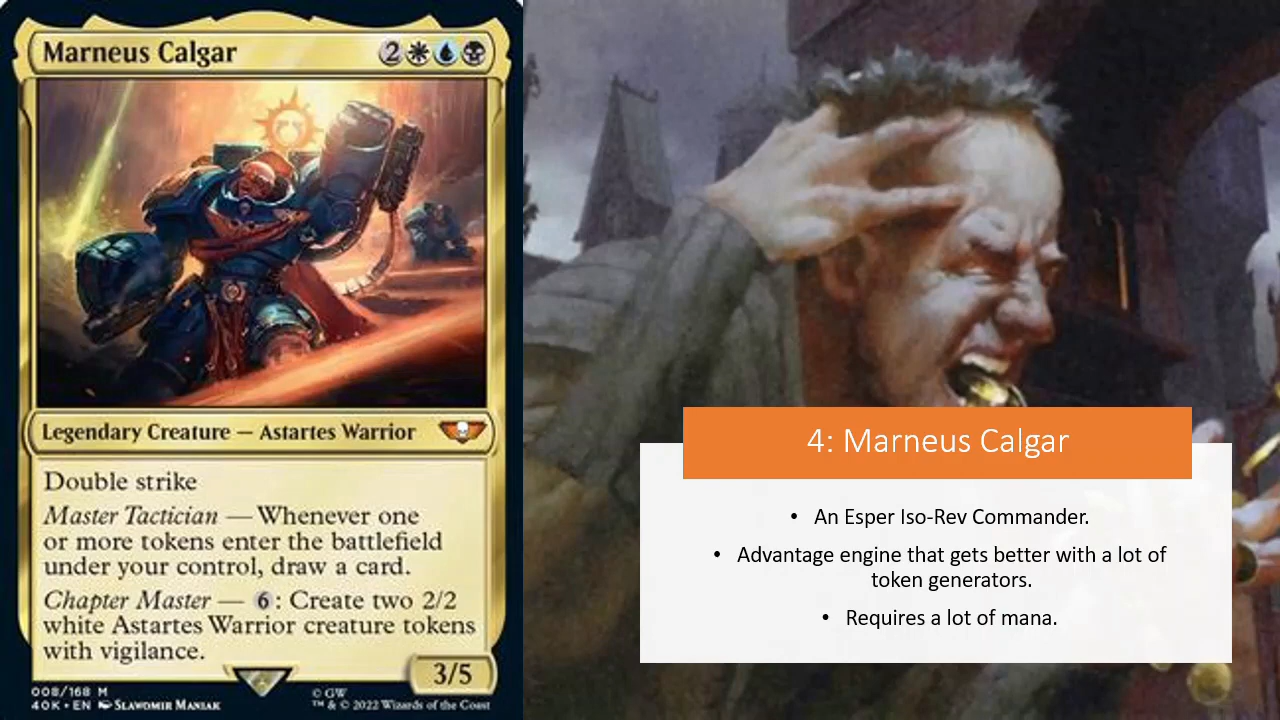 Marneus Calgar 2
Legendary Creature — Astartes Warrior
Double strike
Master Tactician — Whenever one
or more tokens enter the battlefield
under your control, draw a card.
Chapter Master — 6: Create two 2/2
white Astartes Warrior creature tokens
with vigilance.
3/5
008/168 M
40K • EN SLAWOMIR MANIAK
© GW
™ & © 2022 Wizards of the Coast
4: Marneus Calgar
• An Esper Iso-Rev Commander.
• Advantage engine that gets better with a lot of
token generators.
• Requires a lot of mana.